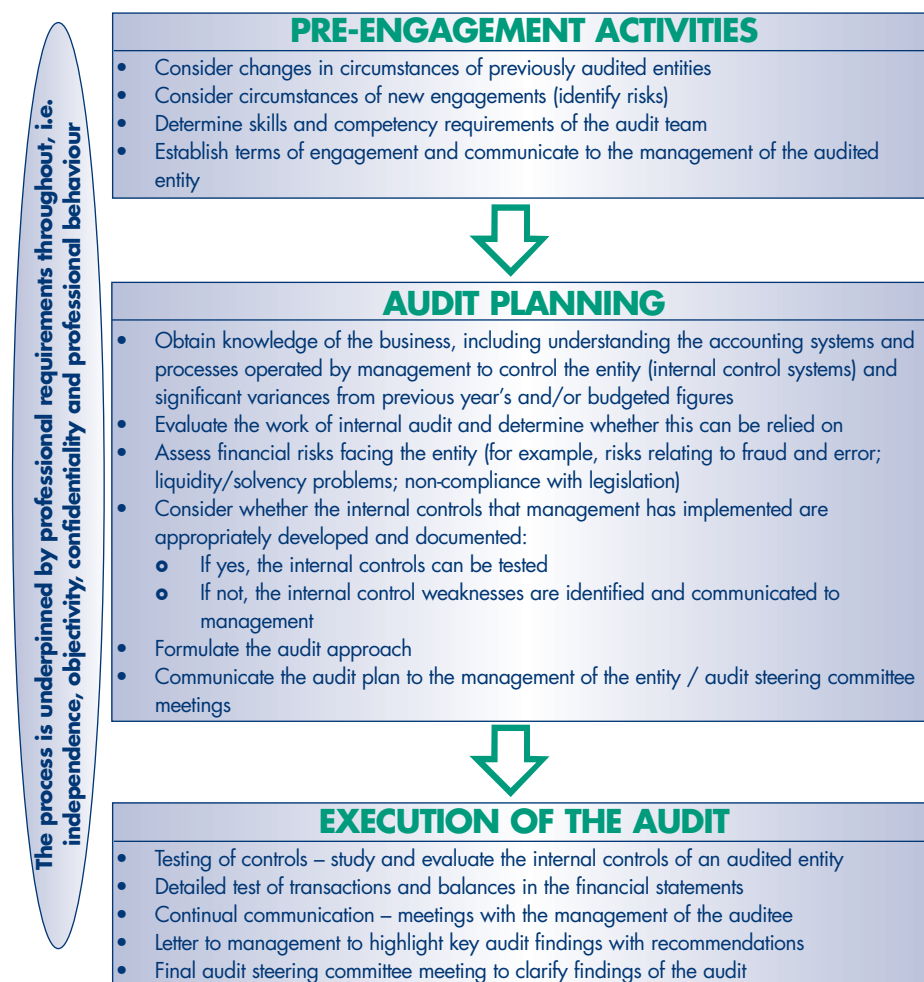 The process is underpinned by professional requirements throughout, i.e.
independence, objectivity, confidentiality and professional behaviour
PRE-ENGAGEMENT ACTIVITIES
• Consider changes in circumstances of previously audited entities
• Consider circumstances of new engagements (identify risks)
• Determine skills and competency requirements of the audit team
• Establish terms of engagement and communicate to the management of the audited
entity
AUDIT PLANNING
• Obtain knowledge of the business, including understanding the accounting systems and
processes operated by management to control the entity (internal control systems) and
significant variances from previous year's and/or budgeted figures
• Evaluate the work of internal audit and determine whether this can be relied on
• Assess financial risks facing the entity (for example, risks relating to fraud and error;
liquidity/solvency problems; non-compliance with legislation)
• Consider whether the internal controls that management has implemented are
appropriately developed and documented:
o If yes, the internal controls can be tested
o If not, the internal control weaknesses are identified and communicated to
management
• Formulate the audit approach
• Communicate the audit plan to the management of the entity / audit steering committee
meetings
EXECUTION OF THE AUDIT
• Testing of controls – study and evaluate the internal controls of an audited entity
• Detailed test of transactions and balances in the financial statements
• Continual communication – meetings with the management of the auditee
• Letter to management to highlight key audit findings with recommendations
• Final audit steering committee meeting to clarify findings of the audit